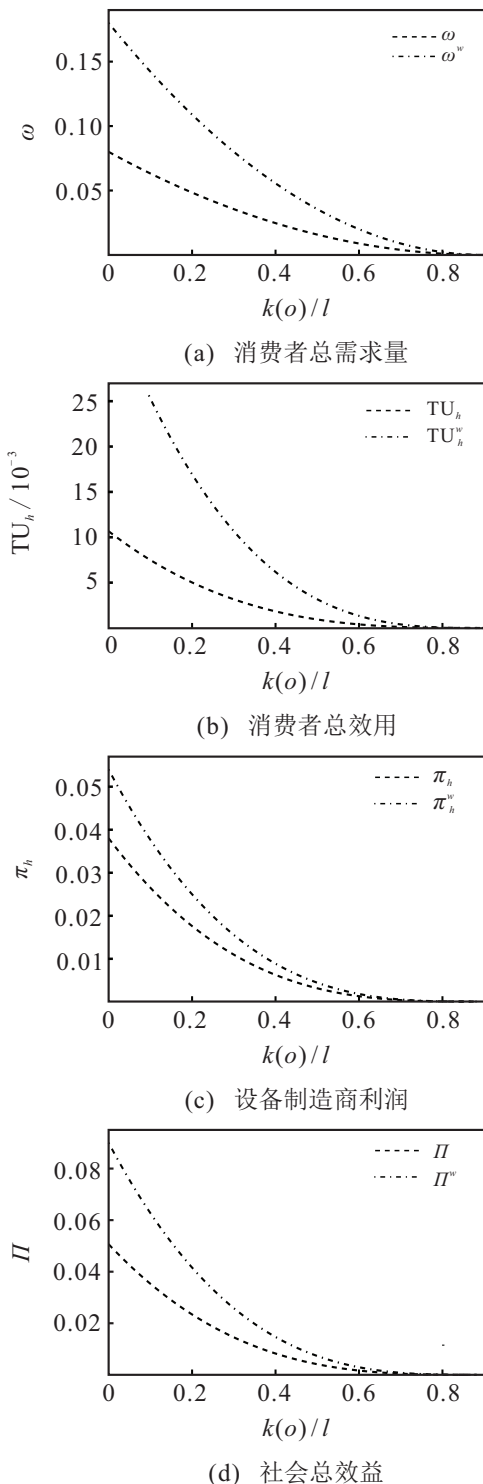 ω
ω^w
0.15
0.10
0.05
ω
0 0.2 0.4 0.6 0.8
k(o)/l
(a) 消费者总需求量
TU_h
TU_h^w
25
20
15
10
5
TU_h / 10^{-3}
0 0.2 0.4 0.6 0.8
k(o)/l
(b) 消费者总效用
π_h
π_h^w
0.05
0.04
0.03
0.02
0.01
π_h
0 0.2 0.4 0.6 0.8
k(o)/l
(c) 设备制造商利润
Π
Π^w
0.08
0.06
0.04
0.02
Π
0 0.2 0.4 0.6 0.8
k(o)/l
(d) 社会总效益